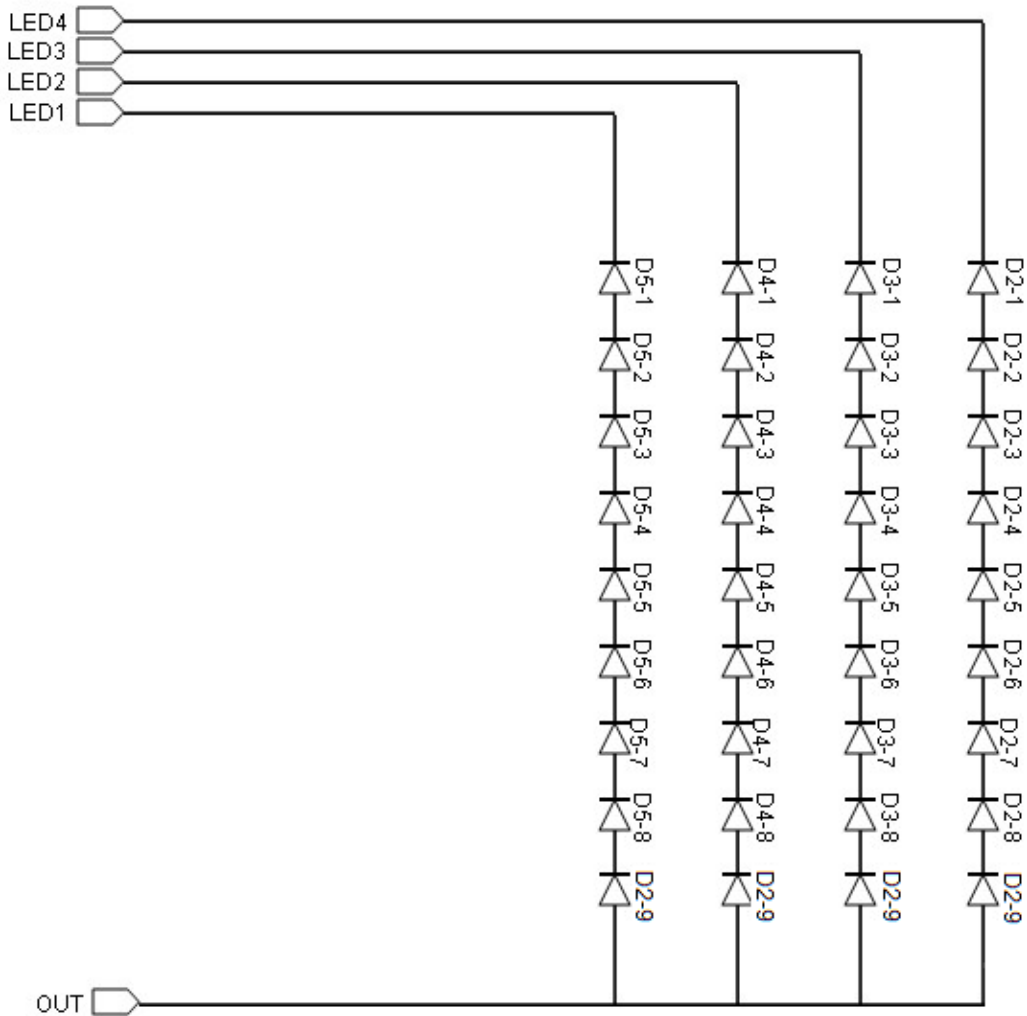 LED4
LED3
LED2
LED1
D5-1
D4-1
D3-1
D2-1
D5-2
D4-2
D3-2
D2-2
D5-3
D4-3
D3-3
D2-3
D5-4
D4-4
D3-4
D2-4
D5-5
D4-5
D3-5
D2-5
D5-6
D4-6
D3-6
D2-6
D5-7
D4-7
D3-7
D2-7
D5-8
D4-8
D3-8
D2-8
D2-9
D2-9
D2-9
D2-9
OUT